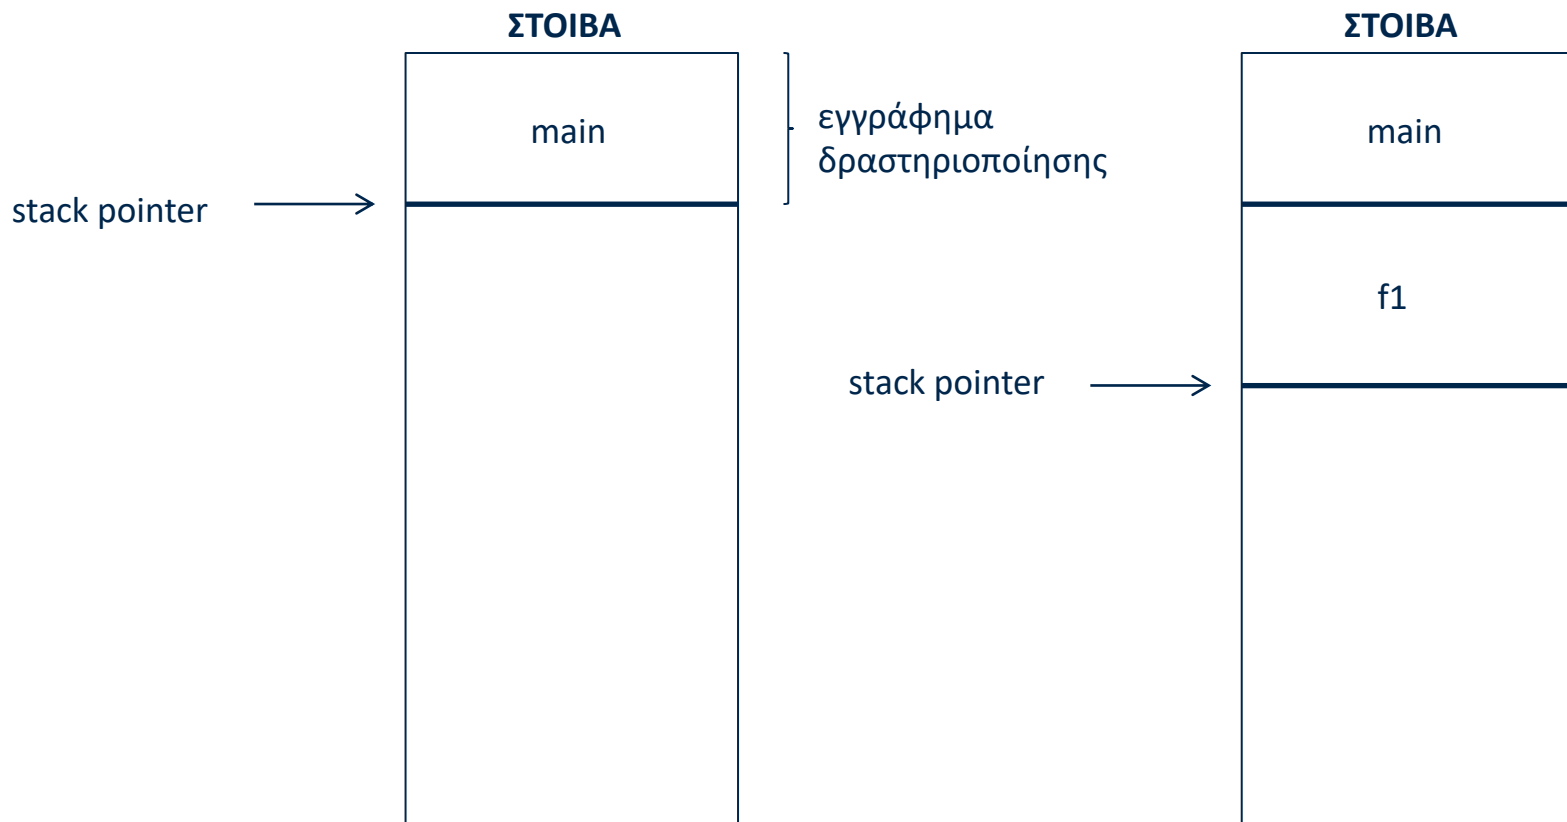 ΣΤΟΙΒΑ
main
εγγράφημα
δραστηριοποίησης
stack pointer
ΣΤΟΙΒΑ
main
f1
stack pointer